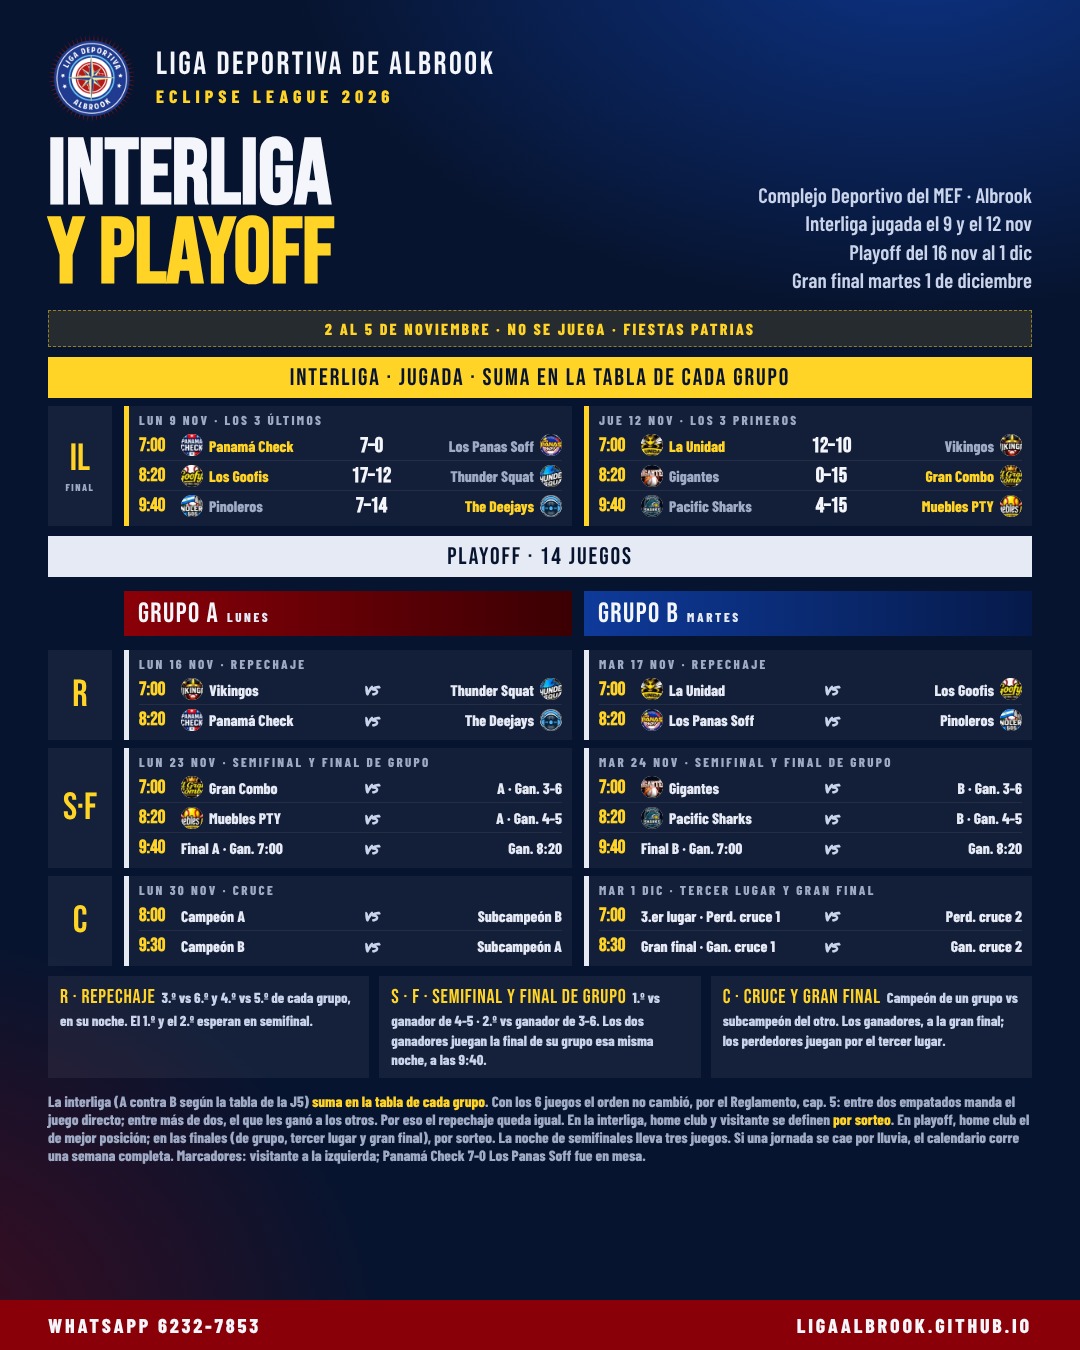 LIGA DEPORTIVA
ALBROOK
LIGA DEPORTIVA DE ALBROOK
ECLIPSE LEAGUE 2026
INTERLIGA
Y PLAYOFF
Complejo Deportivo del MEF · Albrook
Interliga jugada el 9 y el 12 nov
Playoff del 16 nov al 1 dic
Gran final martes 1 de diciembre
2 AL 5 DE NOVIEMBRE · NO SE JUEGA · FIESTAS PATRIAS
INTERLIGA · JUGADA · SUMA EN LA TABLA DE CADA GRUPO
IL
FINAL
LUN 9 NOV · LOS 3 ÚLTIMOS
7:00 Panamá Check 7-0 Los Panas Soff
8:20 Los Goofis 17-12 Thunder Squat
9:40 Pinoleros 7-14 The Deejays
JUE 12 NOV · LOS 3 PRIMEROS
7:00 La Unidad 12-10 Vikingos
8:20 Gigantes 0-15 Gran Combo
9:40 Pacific Sharks 4-15 Muebles PTY
PLAYOFF · 14 JUEGOS
GRUPO A LUNES
GRUPO B MARTES
R
LUN 16 NOV · REPECHAJE
7:00 Vikingos VS Thunder Squat
8:20 Panamá Check VS The Deejays
MAR 17 NOV · REPECHAJE
7:00 La Unidad VS Los Goofis
8:20 Los Panas Soff VS Pinoleros
S·F
LUN 23 NOV · SEMIFINAL Y FINAL DE GRUPO
7:00 Gran Combo VS A · Gan. 3-6
8:20 Muebles PTY VS A · Gan. 4-5
9:40 Final A · Gan. 7:00 VS Gan. 8:20
MAR 24 NOV · SEMIFINAL Y FINAL DE GRUPO
7:00 Gigantes VS B · Gan. 3-6
8:20 Pacific Sharks VS B · Gan. 4-5
9:40 Final B · Gan. 7:00 VS Gan. 8:20
C
LUN 30 NOV · CRUCE
8:00 Campeón A VS Subcampeón B
9:30 Campeón B VS Subcampeón A
MAR 1 DIC · TERCER LUGAR Y GRAN FINAL
7:00 3.er lugar · Perd. cruce 1 VS Perd. cruce 2
8:30 Gran final · Gan. cruce 1 VS Gan. cruce 2
R · REPECHAJE 3.º vs 6.º y 4.º vs 5.º de cada grupo,
en su noche. El 1.º y el 2.º esperan en semifinal.
S · F · SEMIFINAL Y FINAL DE GRUPO 1.º vs
ganador de 4-5 · 2.º vs ganador de 3-6. Los dos
ganadores juegan la final de su grupo esa misma
noche, a las 9:40.
C · CRUCE Y GRAN FINAL Campeón de un grupo vs
subcampeón del otro. Los ganadores, a la gran final;
los perdedores juegan por el tercer lugar.
La interliga (A contra B según la tabla de la J5) suma en la tabla de cada grupo. Con los 6 juegos el orden no cambió, por el Reglamento, cap. 5: entre dos empatados manda el
juego directo; entre más de dos, el que les ganó a los otros. Por eso el repechaje queda igual. En la interliga, home club y visitante se definen por sorteo. En playoff, home club el
de mejor posición; en las finales (de grupo, tercer lugar y gran final), por sorteo. La noche de semifinales lleva tres juegos. Si una jornada se cae por lluvia, el calendario corre
una semana completa. Marcadores: visitante a la izquierda; Panamá Check 7-0 Los Panas Soff fue en mesa.
WHATSAPP 6232-7853
LIGAALBROOK.GITHUB.IO